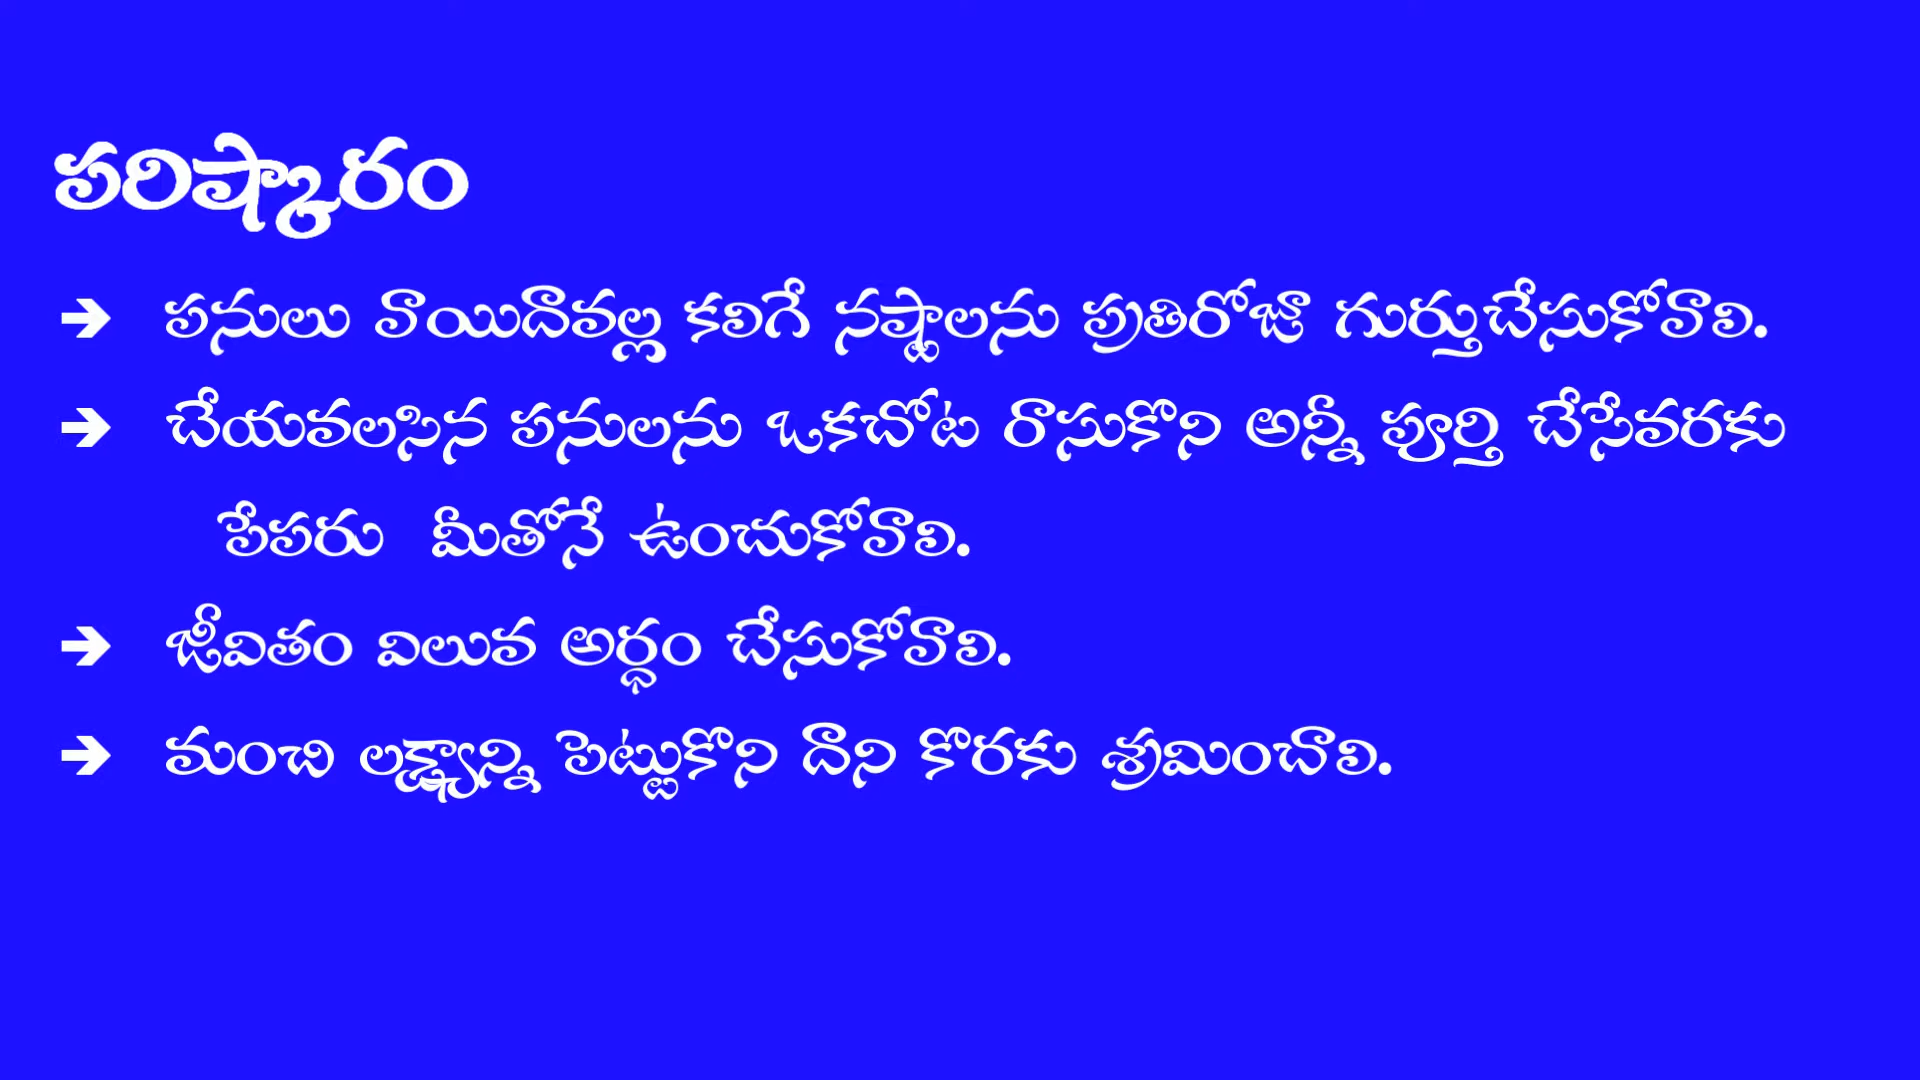 పరిష్కారం
➔ పనులు వాయిదావల్ల కలిగే నష్టాలను ప్రతిరోజూ గుర్తుచేసుకోవాలి.
➔ చేయవలసిన పనులను ఒకచోట రాసుకొని అన్నీ పూర్తి చేసేవరకు
పేపరు మీతోనే ఉంచుకోవాలి.
➔ జీవితం విలువ అర్ధం చేసుకోవాలి.
➔ మంచి లక్ష్యాన్ని పెట్టుకొని దాని కొరకు శ్రమించాలి.